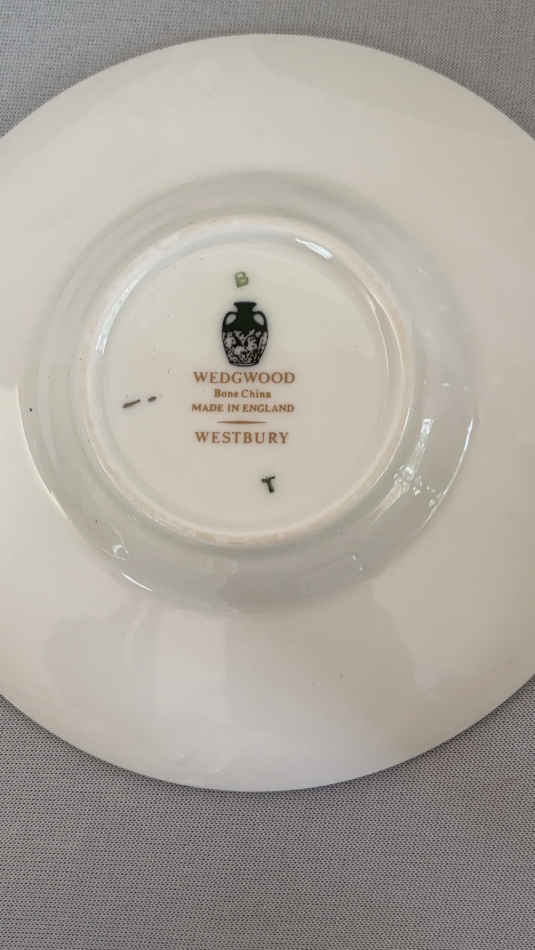 B
WEDGWOOD
Bone China
MADE IN ENGLAND
WESTBURY
T